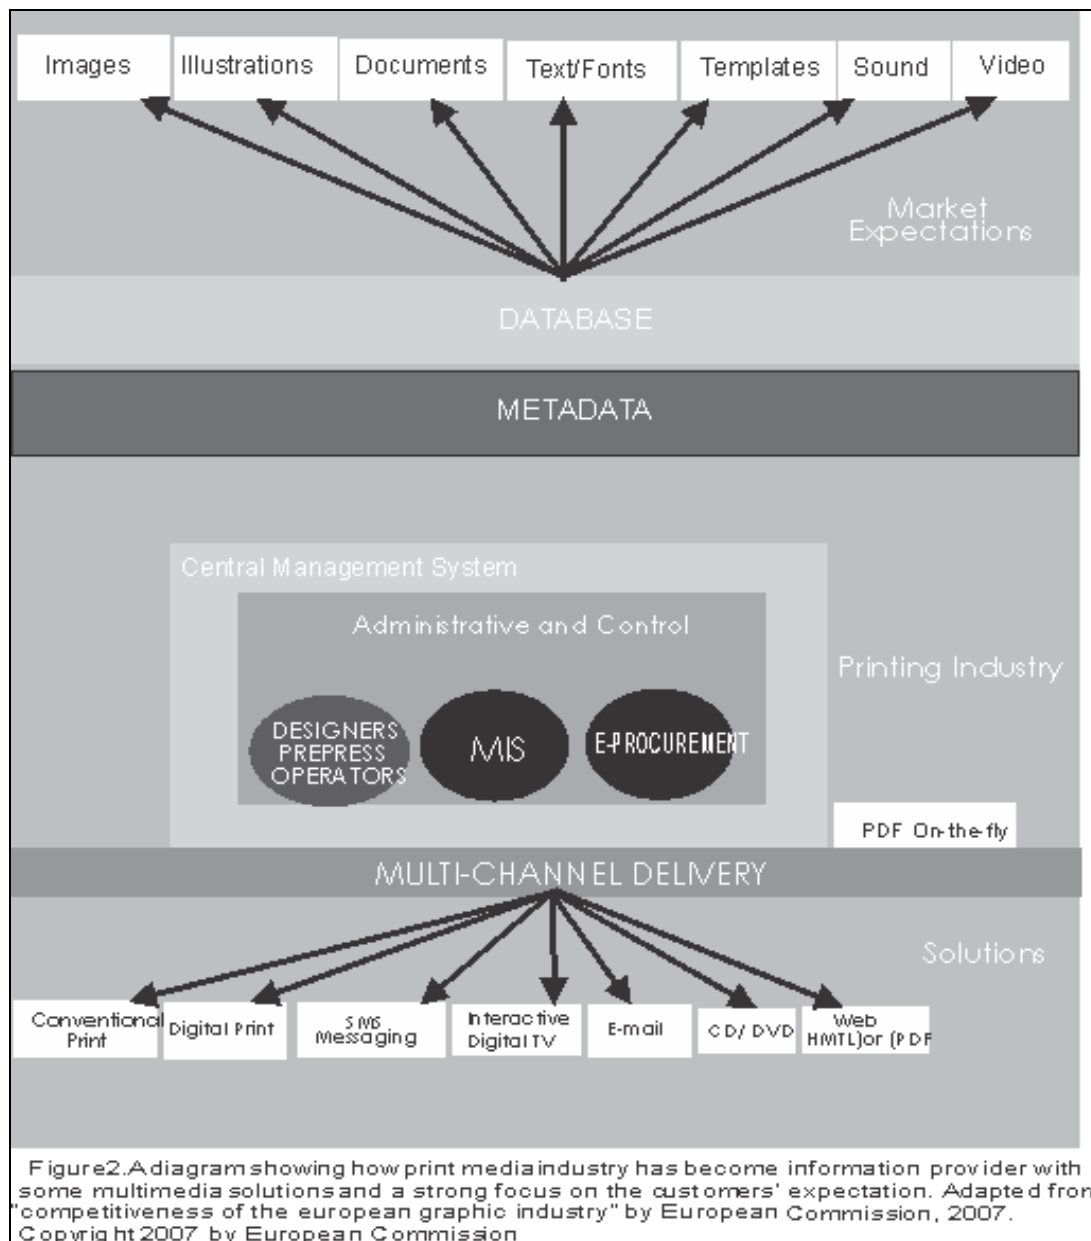 Images Illustrations Documents Text/Fonts Templates Sound Video
Market
Expectations
DATABASE
METADATA
Central Management System
Administrative and Control
Printing Industry
DESIGNERS
PREPRESS
OPERATORS
MIS
E-PROCUREMENT
PDF On-the-fly
MULTI-CHANNEL DELIVERY
Solutions
Conventional
Print
Digital Print
SMS
Messaging
Interactive
Digital TV
E-mail
CD/ DVD
Web
HMTL)or (PDF
Figure2.A diagram showing how print media industry has become information provider with
some multimedia solutions and a strong focus on the customers' expectation. Adapted from
"competitiveness of the european graphic industry" by European Commission, 2007.
Copyright 2007 by European Commission